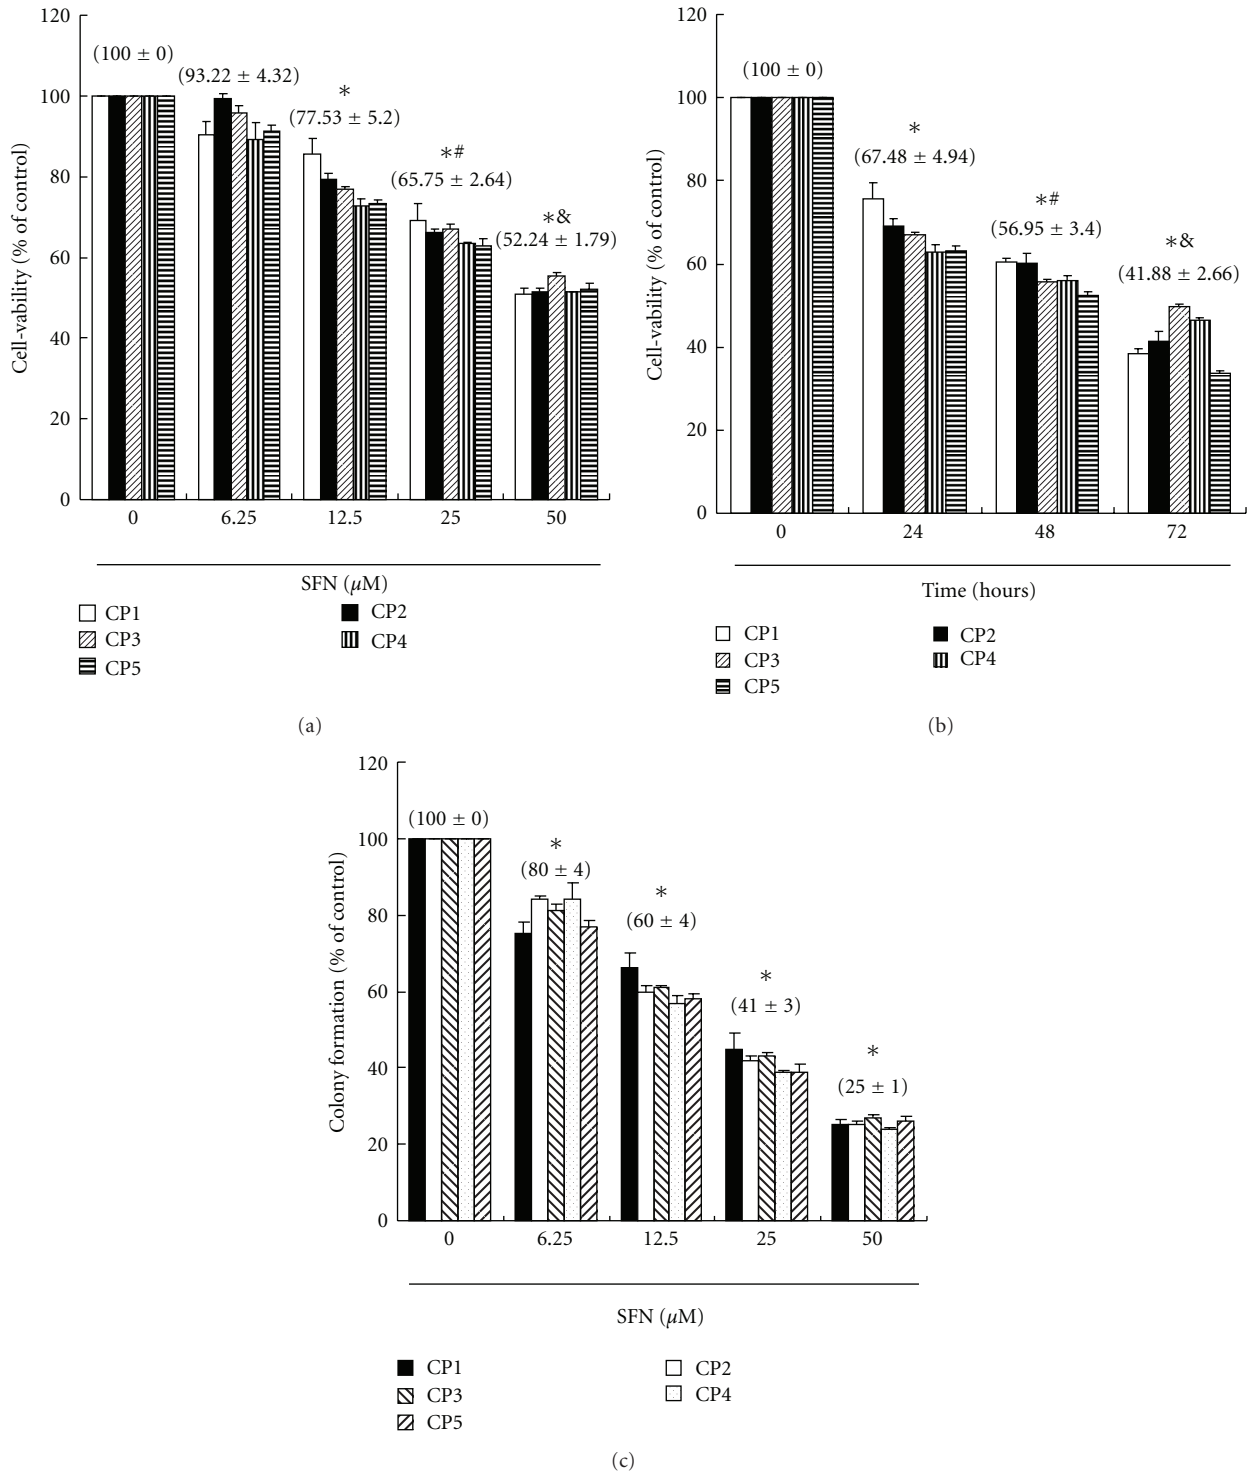 Cell-vability (% of control)
120
100
80
60
40
20
0
(100 ± 0)
(93.22 ± 4.32)
*
(77.53 ± 5.2)
*#
(65.75 ± 2.64)
*&
(52.24 ± 1.79)
0 6.25 12.5 25 50
SFN (μM)
CP1 CP2
CP3 CP4
CP5
(a)
Cell-vability (% of control)
120
100
80
60
40
20
0
(100 ± 0)
*
(67.48 ± 4.94)
*#
(56.95 ± 3.4)
*&
(41.88 ± 2.66)
0 24 48 72
Time (hours)
CP1 CP2
CP3 CP4
CP5
(b)
Colony formation (% of control)
120
100
80
60
40
20
0
(100 ± 0)
*
(80 ± 4)
*
(60 ± 4)
*
(41 ± 3)
*
(25 ± 1)
0 6.25 12.5 25 50
SFN (μM)
CP1 CP2
CP3 CP4
CP5
(c)